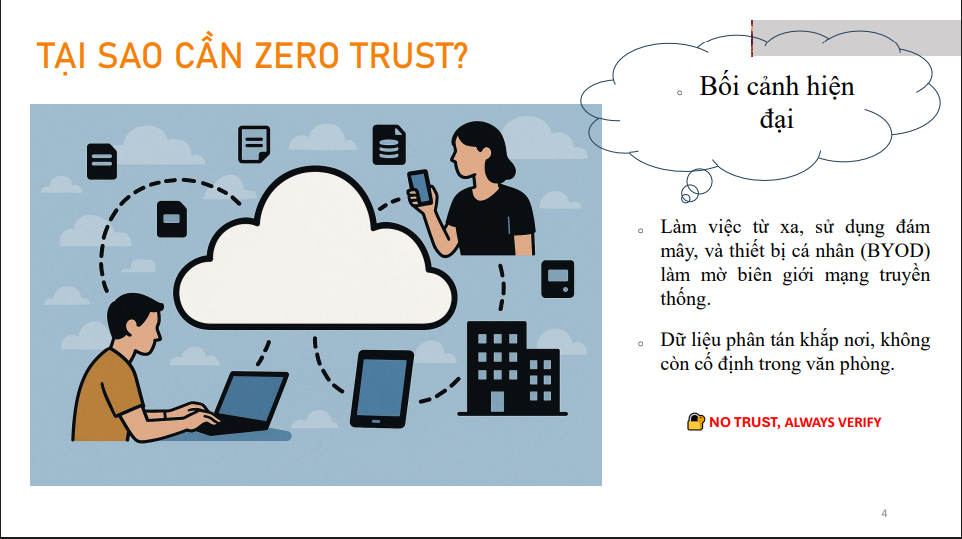 TẠI SAO CẦN ZERO TRUST?
Bối cảnh hiện
đại
Làm việc từ xa, sử dụng đám
mây, và thiết bị cá nhân (BYOD)
làm mờ biên giới mạng truyền
thống.
Dữ liệu phân tán khắp nơi, không
còn cố định trong văn phòng.
NO TRUST, ALWAYS VERIFY
4